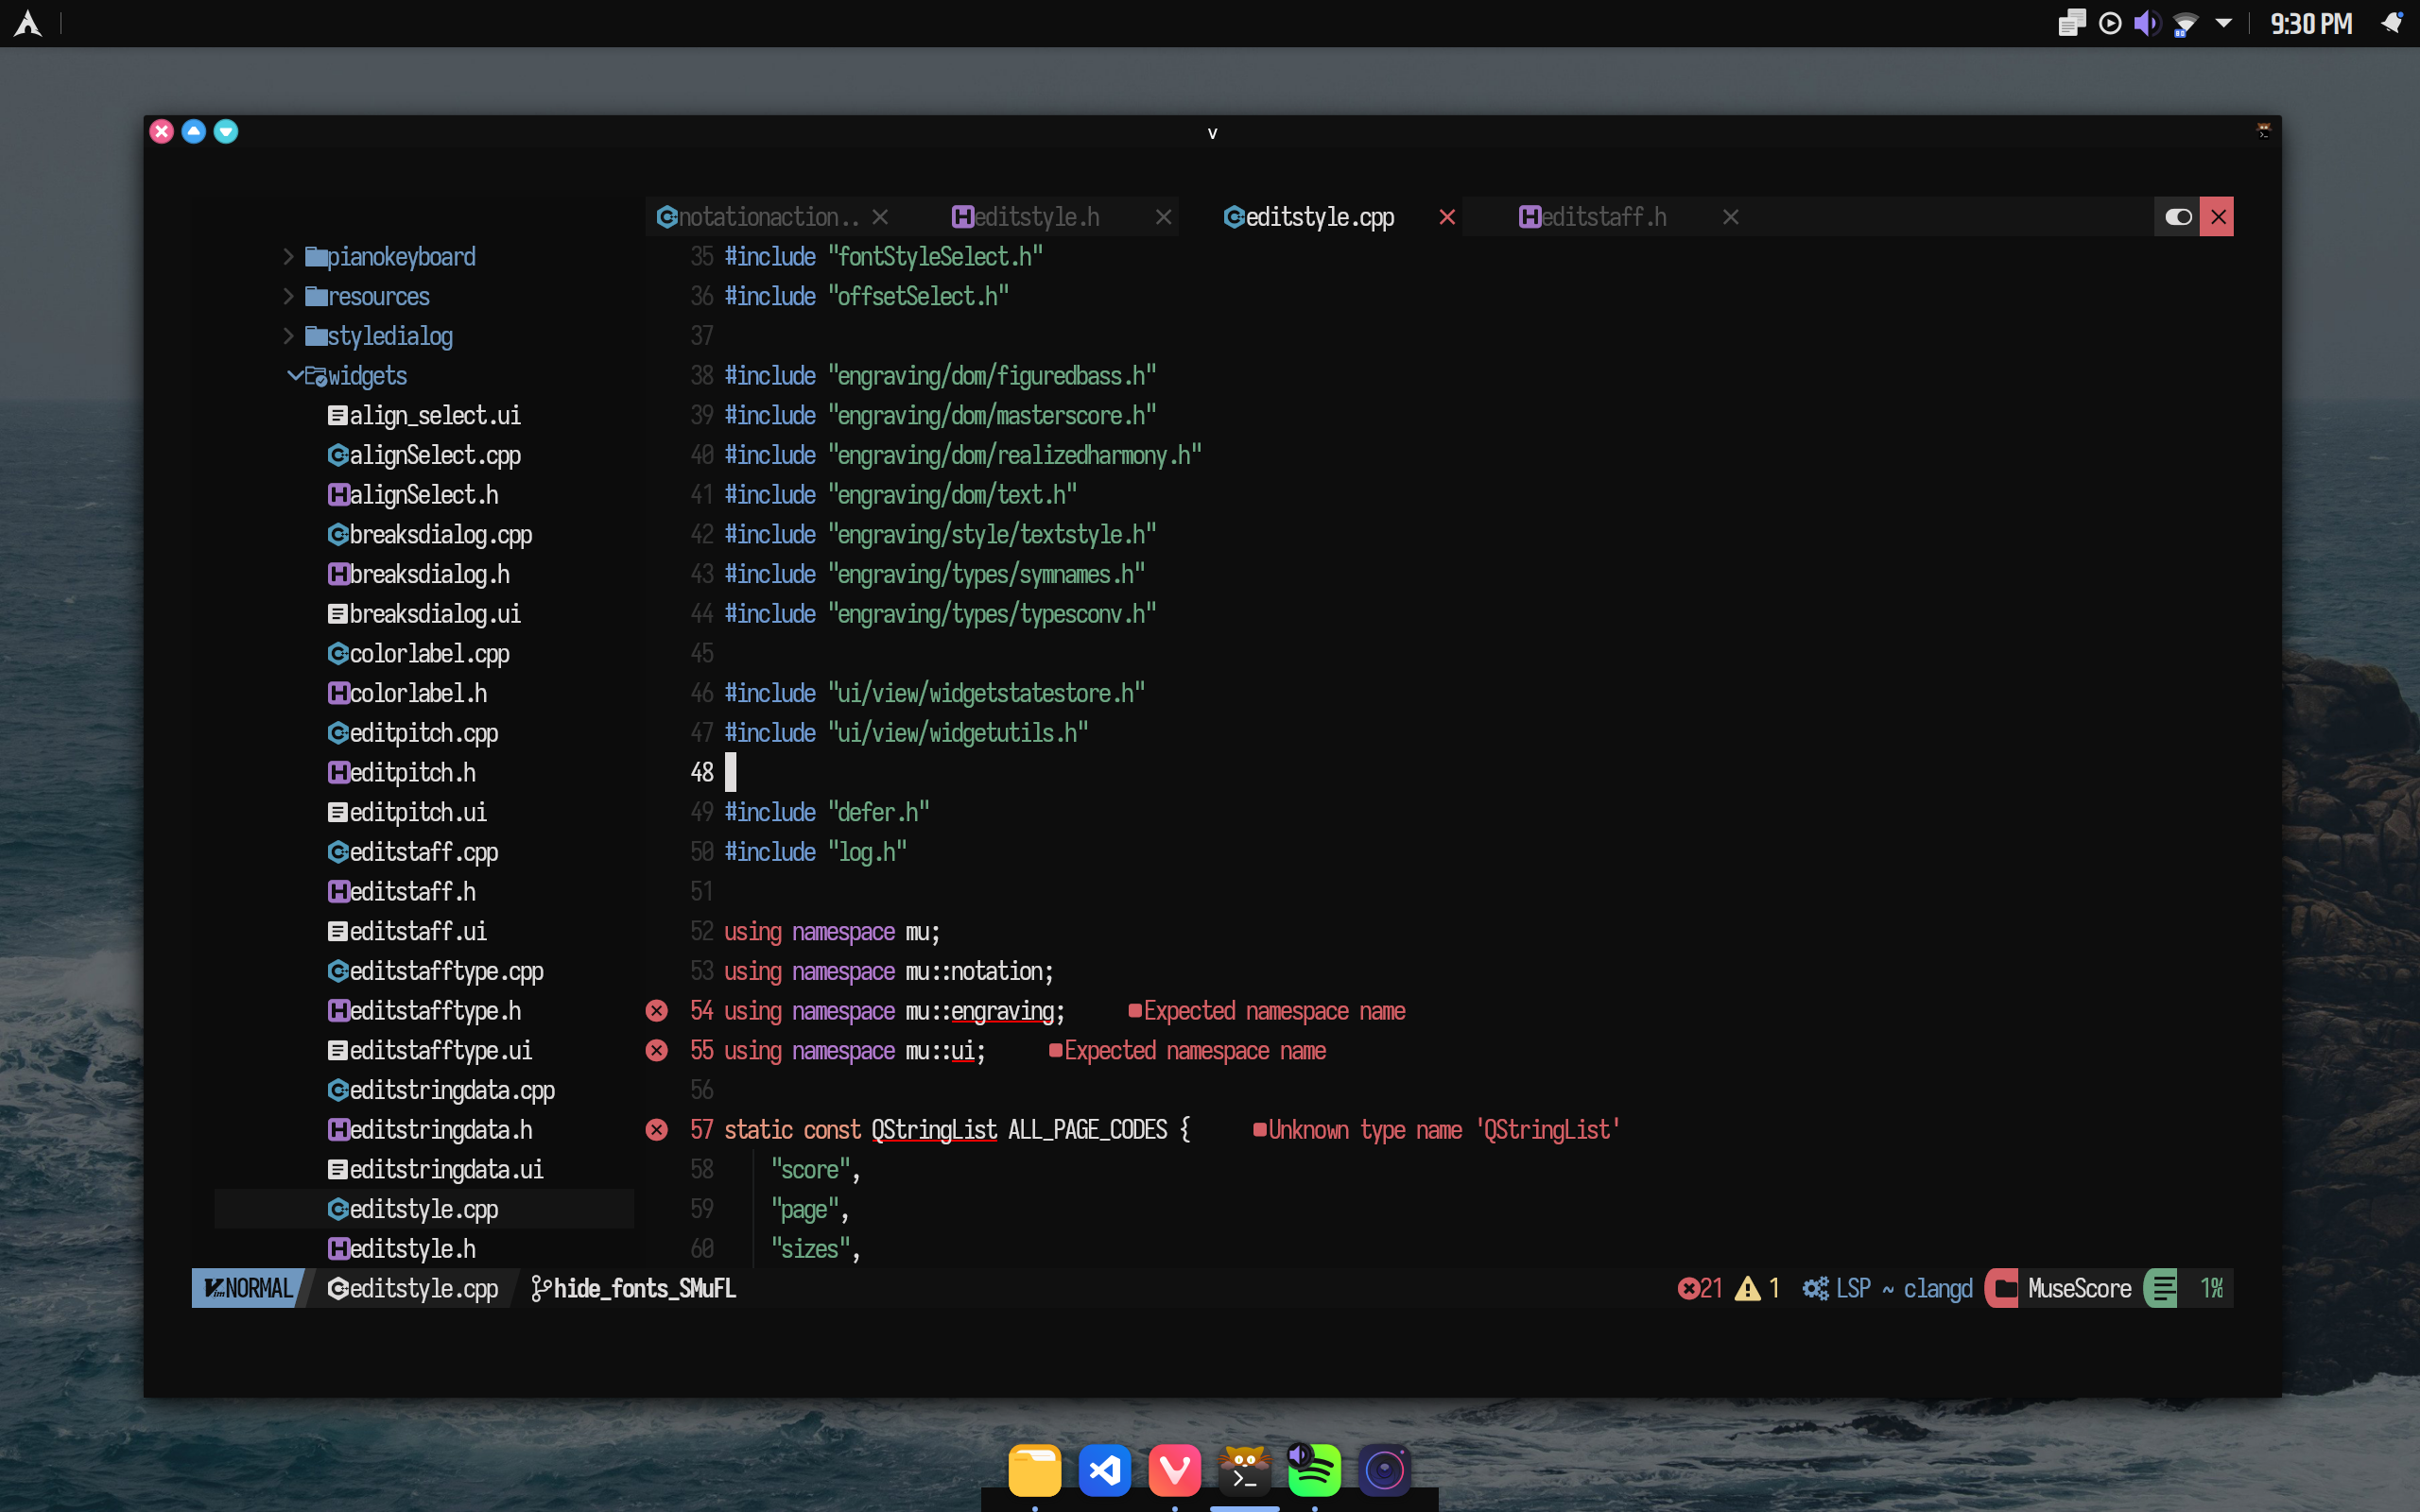 9:30 PM
v
notationaction..
editstyle.h
editstyle.cpp
editstaff.h
pianokeyboard
resources
styledialog
widgets
align_select.ui
alignSelect.cpp
alignSelect.h
breaksdialog.cpp
breaksdialog.h
breaksdialog.ui
colorlabel.cpp
colorlabel.h
editpitch.cpp
editpitch.h
editpitch.ui
editstaff.cpp
editstaff.h
editstaff.ui
editstafftype.cpp
editstafftype.h
editstafftype.ui
editstringdata.cpp
editstringdata.h
editstringdata.ui
editstyle.cpp
editstyle.h
35 #include "fontStyleSelect.h"
36 #include "offsetSelect.h"
37
38 #include "engraving/dom/figuredbass.h"
39 #include "engraving/dom/masterscore.h"
40 #include "engraving/dom/realizedharmony.h"
41 #include "engraving/dom/text.h"
42 #include "engraving/style/textstyle.h"
43 #include "engraving/types/symnames.h"
44 #include "engraving/types/typesconv.h"
45
46 #include "ui/view/widgetstatestore.h"
47 #include "ui/view/widgetutils.h"
48
49 #include "defer.h"
50 #include "log.h"
51
52 using namespace mu;
53 using namespace mu::notation;
54 using namespace mu::engraving; Expected namespace name
55 using namespace mu::ui; Expected namespace name
56
57 static const QStringList ALL_PAGE_CODES { Unknown type name 'QStringList'
58 "score",
59 "page",
60 "sizes",
NORMAL editstyle.cpp hide_fonts_SMuFL 21 1 LSP ~ clangd MuseScore 1%